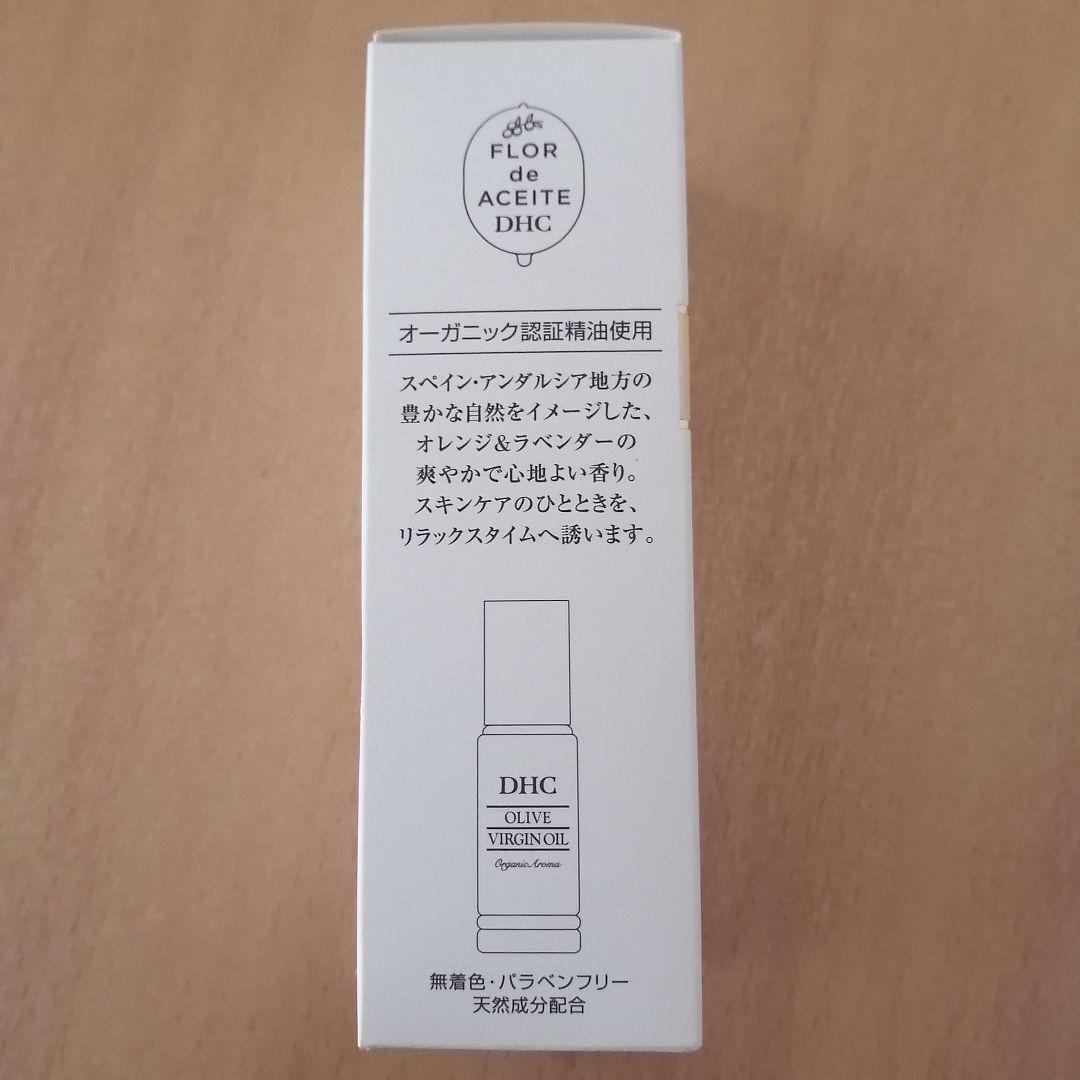 FLOR
de
ACEITE
DHC
オーガニック認証精油使用
スペイン・アンダルシア地方の
豊かな自然をイメージした、
オレンジ&ラベンダーの
爽やかで心地よい香り。
スキンケアのひとときを、
リラックスタイムへ誘います。
DHC
OLIVE
VIRGIN OIL
Organic Aroma
無着色・パラベンフリー
天然成分配合